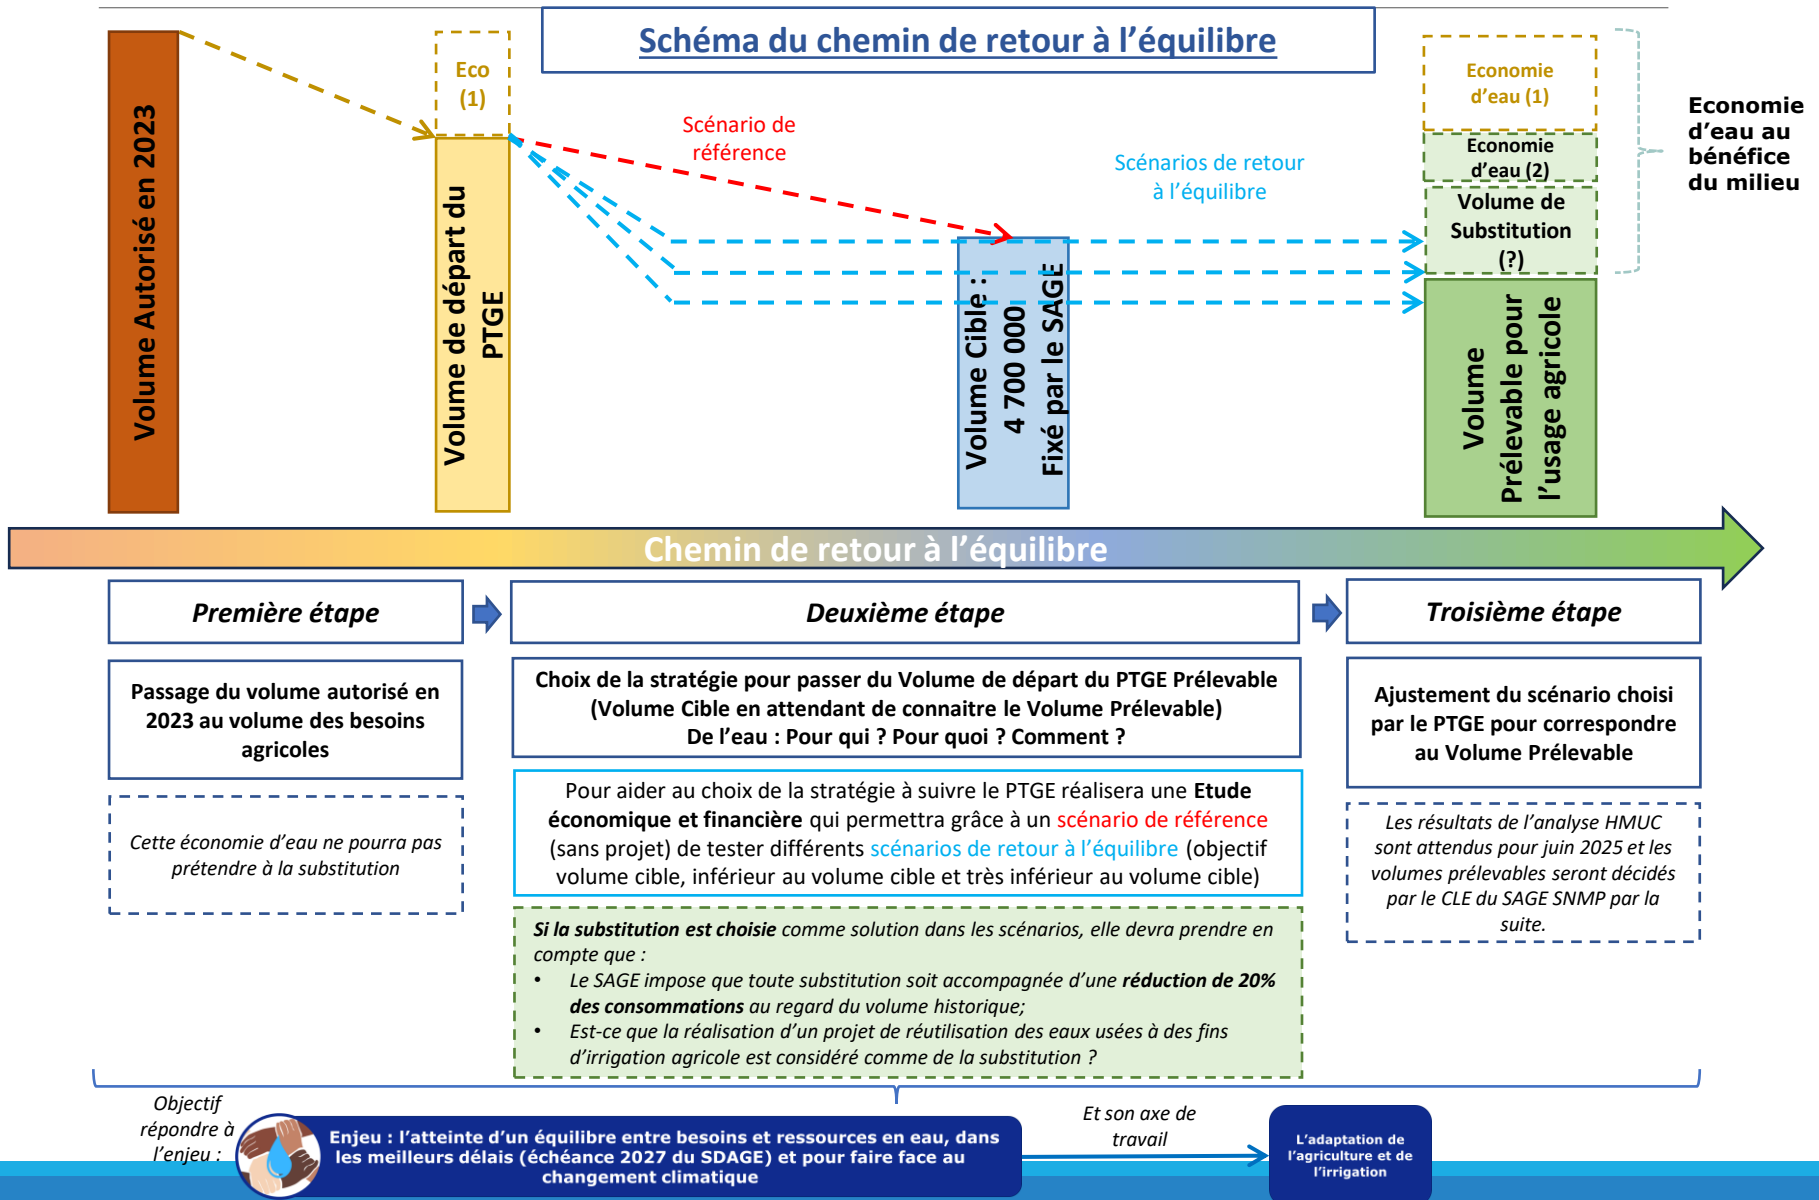 Schéma du chemin de retour à l'équilibre
Volume Autorisé en 2023
Eco
(1)
Volume de départ du
PTGE
Scénario de
référence
Volume Cible :
4 700 000
Fixé par le SAGE
Scénarios de retour
à l'équilibre
Economie
d'eau (1)
Economie
d'eau (2)
Volume de
Substitution
(?)
Volume
Prélevable pour
l'usage agricole
Economie
d'eau au
bénéfice
du milieu
Chemin de retour à l'équilibre
Première étape
Passage du volume autorisé en
2023 au volume des besoins
agricoles
Cette économie d'eau ne pourra pas
prétendre à la substitution
Deuxième étape
Choix de la stratégie pour passer du Volume de départ du PTGE Prélevable
(Volume Cible en attendant de connaitre le Volume Prélevable)
De l'eau : Pour qui ? Pour quoi ? Comment ?
Pour aider au choix de la stratégie à suivre le PTGE réalisera une Etude
économique et financière qui permettra grâce à un scénario de référence
(sans projet) de tester différents scénarios de retour à l'équilibre (objectif
volume cible, inférieur au volume cible et très inférieur au volume cible)
Si la substitution est choisie comme solution dans les scénarios, elle devra prendre en
compte que :
• Le SAGE impose que toute substitution soit accompagnée d'une réduction de 20%
des consommations au regard du volume historique;
• Est-ce que la réalisation d'un projet de réutilisation des eaux usées à des fins
d'irrigation agricole est considéré comme de la substitution ?
Troisième étape
Ajustement du scénario choisi
par le PTGE pour correspondre
au Volume Prélevable
Les résultats de l'analyse HMUC
sont attendus pour juin 2025 et les
volumes prélevables seront décidés
par le CLE du SAGE SNMP par la
suite.
Objectif
répondre à
l'enjeu :
Enjeu : l'atteinte d'un équilibre entre besoins et ressources en eau, dans
les meilleurs délais (échéance 2027 du SDAGE) et pour faire face au
changement climatique
Et son axe de
travail
L'adaptation de
l'agriculture et de
l'irrigation